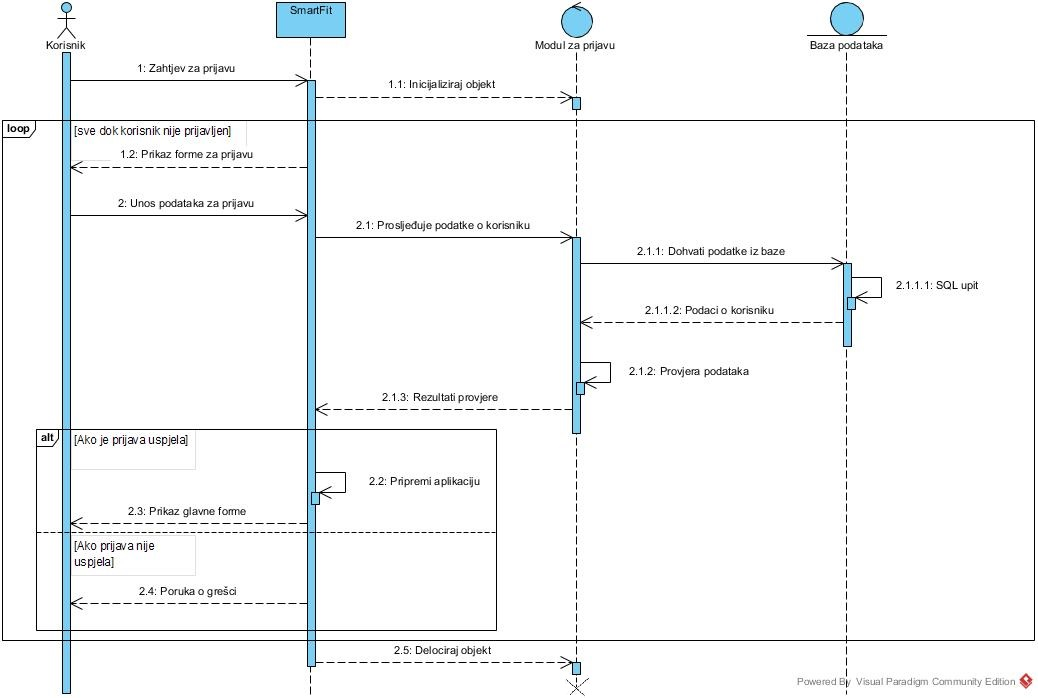 SmartFit
Korisnik
Modul za prijavu
Baza podataka
1: Zahtjev za prijavu
1.1: Inicijaliziraj objekt
loop
[sve dok korisnik nije prijavljen]
1.2: Prikaz forme za prijavu
2: Unos podataka za prijavu
2.1: Prosljeđuje podatke o korisniku
2.1.1: Dohvati podatke iz baze
2.1.1.1: SQL upit
2.1.1.2: Podaci o korisniku
2.1.2: Provjera podataka
2.1.3: Rezultati provjere
alt
[Ako je prijava uspjela]
2.2: Pripremi aplikaciju
2.3: Prikaz glavne forme
[Ako prijava nije
uspjela]
2.4: Poruka o grešci
2.5: Delociraj objekt
Powered By Visual Paradigm Community Edition